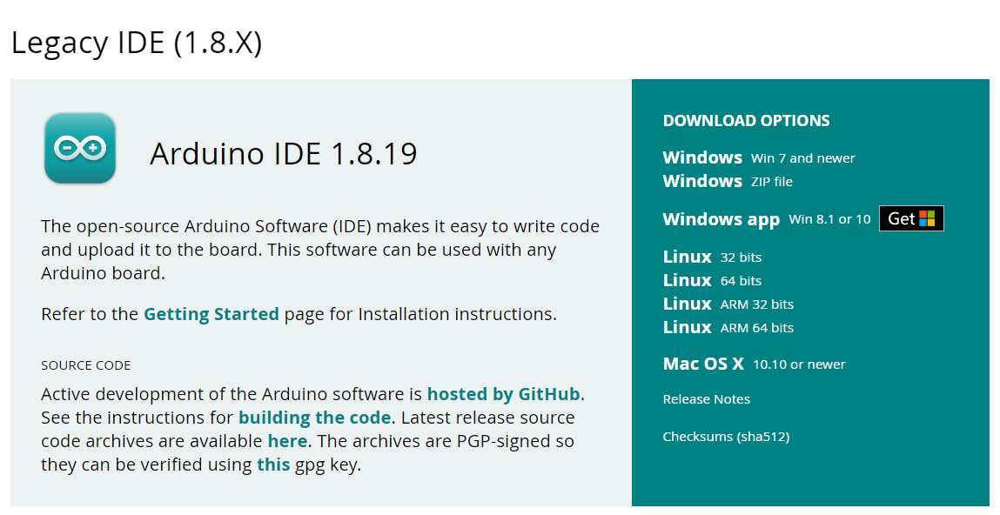 Legacy IDE (1.8.X)
Arduino IDE 1.8.19
The open-source Arduino Software (IDE) makes it easy to write code
and upload it to the board. This software can be used with any
Arduino board.
Refer to the Getting Started page for Installation instructions.
SOURCE CODE
Active development of the Arduino software is hosted by GitHub.
See the instructions for building the code. Latest release source
code archives are available here. The archives are PGP-signed so
they can be verified using this gpg key.
DOWNLOAD OPTIONS
Windows Win 7 and newer
Windows ZIP file
Windows app Win 8.1 or 10 Get
Linux 32 bits
Linux 64 bits
Linux ARM 32 bits
Linux ARM 64 bits
Mac OS X 10.10 or newer
Release Notes
Checksums (sha512)